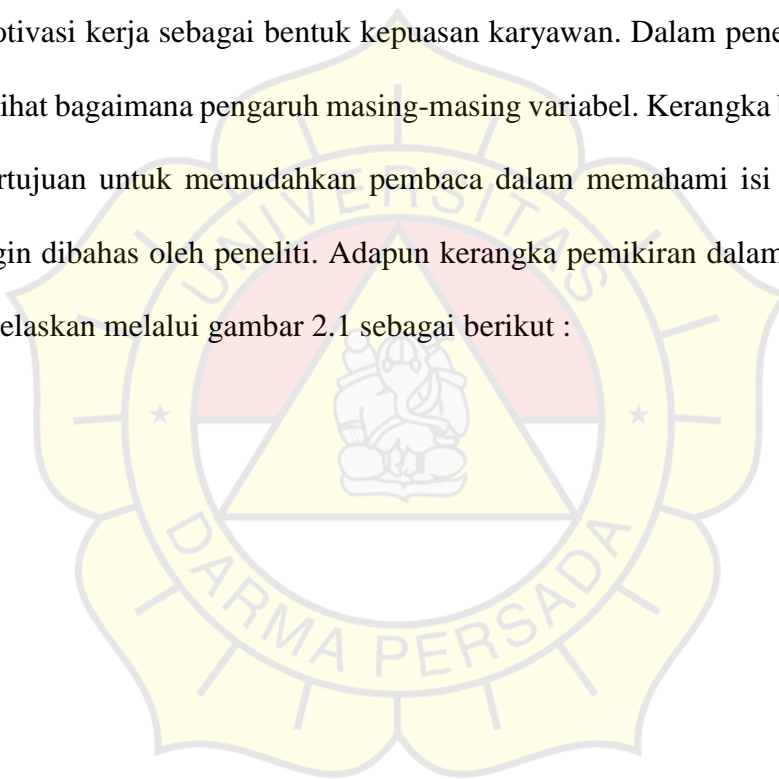 otivasi kerja sebagai bentuk kepuasan karyawan. Dalam pene
ihat bagaimana pengaruh masing-masing variabel. Kerangka
rtujuan untuk memudahkan pembaca dalam memahami isi
gin dibahas oleh peneliti. Adapun kerangka pemikiran dalam
elaskan melalui gambar 2.1 sebagai berikut :
UNIVERSITAS
DARMA PERSADA